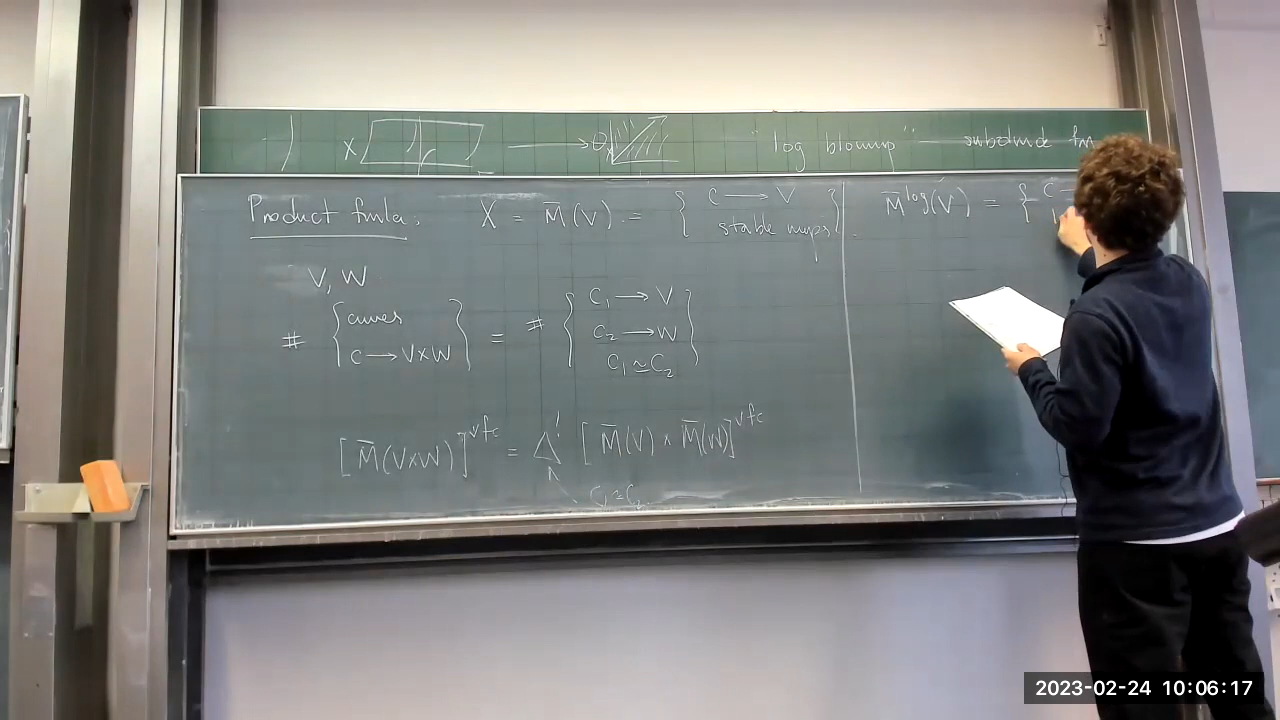 X → 0 "log blowup" — subdivide
Product fmla: X = M̅(V) = { C → V
stable maps }
M̅^log(V) = { C —
V, W
# { curves
C → V×W } = # { C₁ → V
C₂ → W
C₁ ≃ C₂ }
[M̅(V×W)]^vfc = Δ^! [M̅(V) × M̅(W)]^vfc
C₁ ≃ C₂
2023-02-24 10:06:17